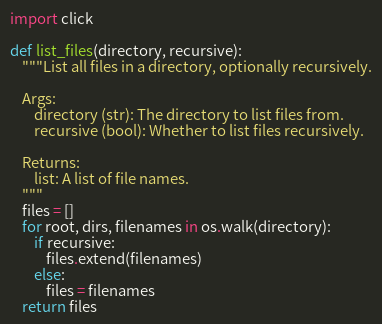 import click

def list_files(directory, recursive):
    """List all files in a directory, optionally recursively.

    Args:
        directory (str): The directory to list files from.
        recursive (bool): Whether to list files recursively.

    Returns:
        list: A list of file names.
    """
    files = []
    for root, dirs, filenames in os.walk(directory):
        if recursive:
            files.extend(filenames)
        else:
            files = filenames
    return files